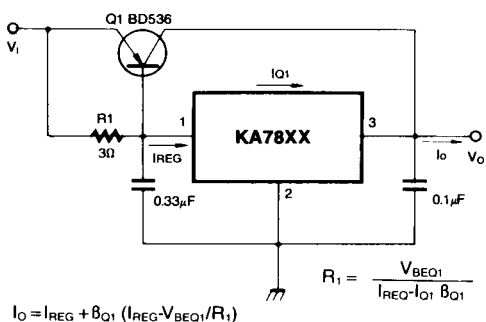 Q1 BD536
VI
IQ1
R1
3Ω
1
KA78XX
3
IREG
IO
VO
2
0.33μF
0.1μF
R1 = VBEQ1
IREQ-IQ1 βQ1
IO = IREG + βQ1 (IREG-VBEQ1/R1)